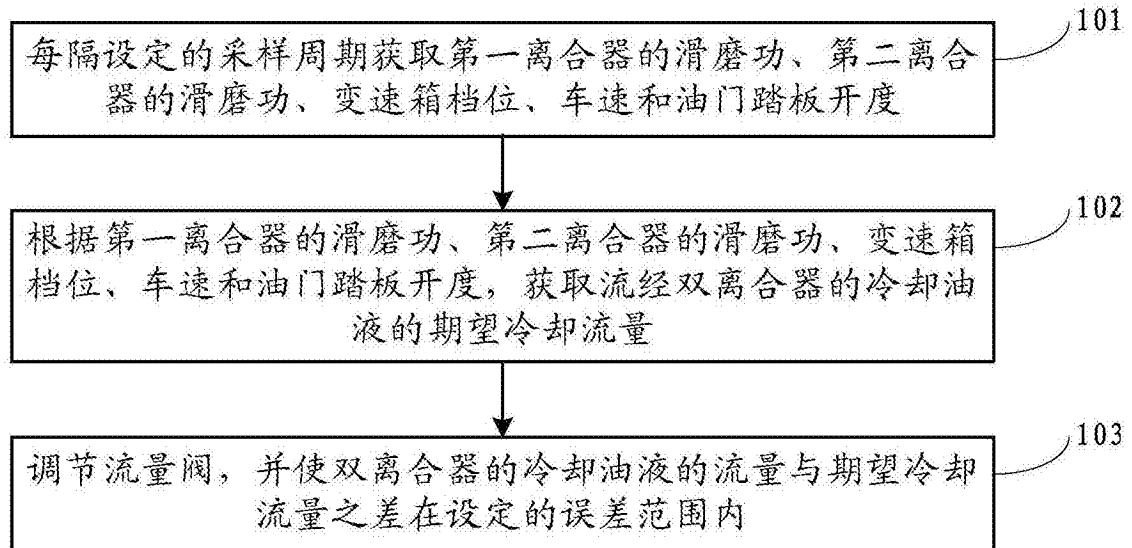 101
每隔设定的采样周期获取第一离合器的滑磨功、第二离合
器的滑磨功、变速箱档位、车速和油门踏板开度
102
根据第一离合器的滑磨功、第二离合器的滑磨功、变速箱
档位、车速和油门踏板开度，获取流经双离合器的冷却油
液的期望冷却流量
103
调节流量阀，并使双离合器的冷却油液的流量与期望冷却
流量之差在设定的误差范围内